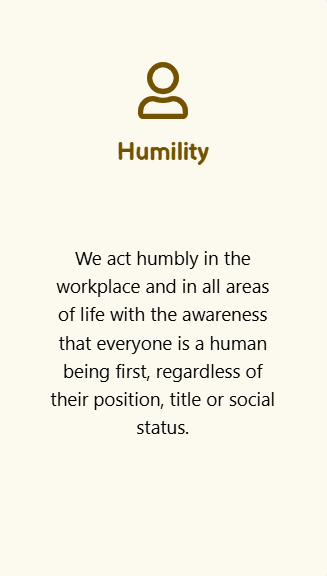 Humility
We act humbly in the
workplace and in all areas
of life with the awareness
that everyone is a human
being first, regardless of
their position, title or social
status.